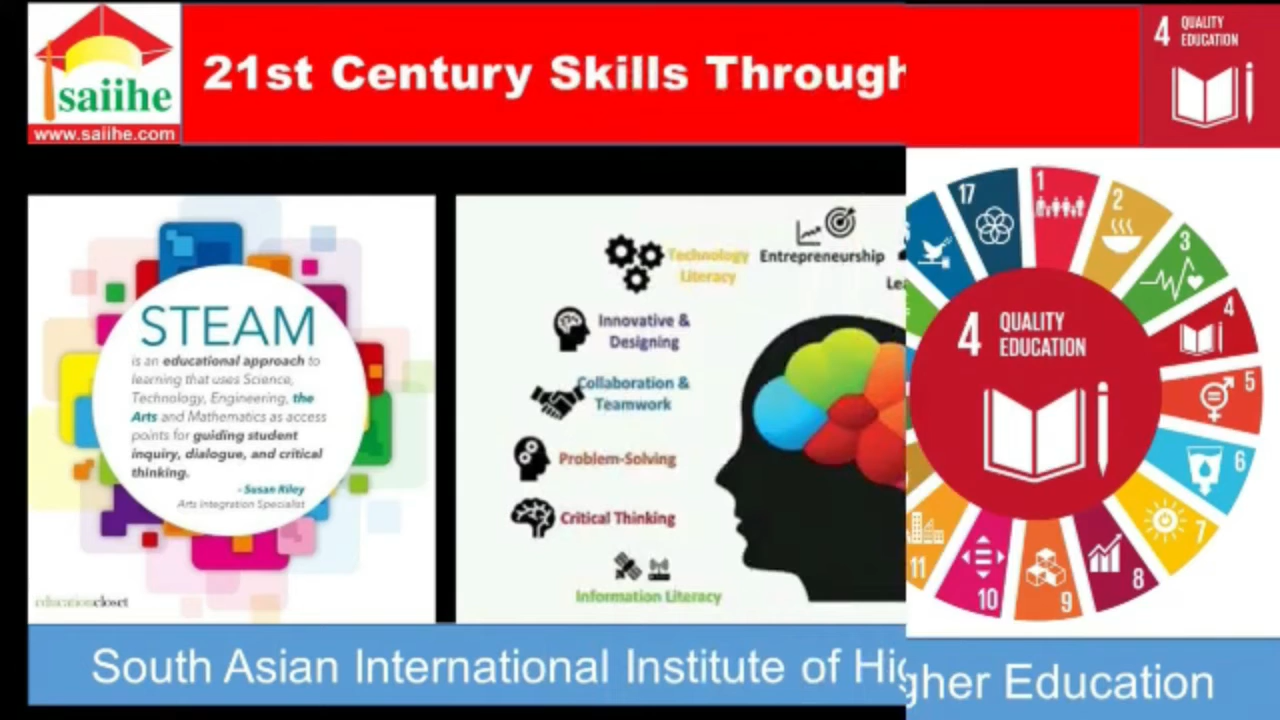 saiihe
www.saiihe.com
21st Century Skills Through
4 QUALITY
EDUCATION
STEAM
is an educational approach to
learning that uses Science,
Technology, Engineering, the
Arts and Mathematics as access
points for guiding student
inquiry, dialogue, and critical
thinking.
- Susan Riley
Arts Integration Specialist
educationcloset
Technology
Literacy
Entrepreneurship
Innovative &
Designing
Collaboration &
Teamwork
Problem-Solving
Critical Thinking
Information Literacy
17
1
2
3
4
5
6
7
8
9
10
11
4 QUALITY
EDUCATION
South Asian International Institute of Higher Education